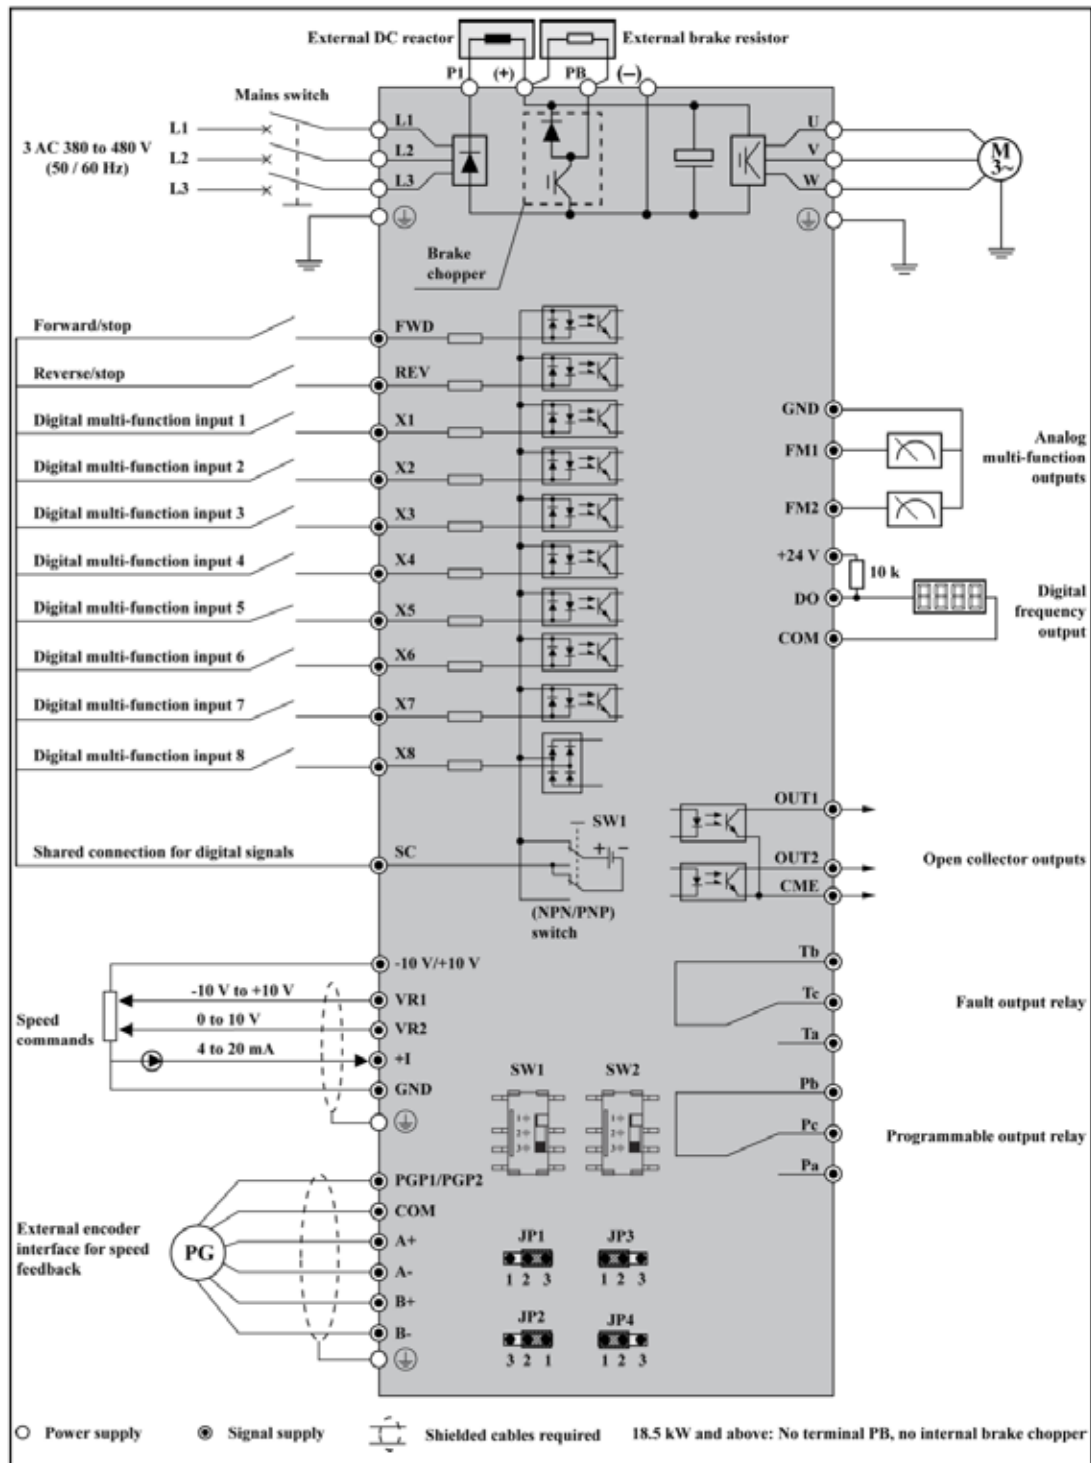 External DC reactor
External brake resistor
P1
(+)
PB
(–)
Mains switch
L1
L1
U
3 AC 380 to 480 V
(50 / 60 Hz)
L2
L2
V
M
3~
L3
L3
W
Brake
chopper
Forward/stop
FWD
Reverse/stop
REV
Digital multi-function input 1
X1
Digital multi-function input 2
X2
Digital multi-function input 3
X3
Digital multi-function input 4
X4
Digital multi-function input 5
X5
Digital multi-function input 6
X6
Digital multi-function input 7
X7
Digital multi-function input 8
X8
Shared connection for digital signals
SC
SW1
+ –
(NPN/PNP)
switch
GND
FM1
FM2
Analog
multi-function
outputs
+24 V
10 k
DO
COM
Digital
frequency
output
OUT1
OUT2
CME
Open collector outputs
Speed
commands
-10 V/+10 V
-10 V to +10 V
VR1
0 to 10 V
VR2
4 to 20 mA
+I
GND
Tb
Tc
Ta
Fault output relay
SW1
1
2
3
SW2
1
2
3
Pb
Pc
Pa
Programmable output relay
External encoder
interface for speed
feedback
PG
PGP1/PGP2
COM
A+
A-
B+
B-
JP1
1 2 3
JP3
1 2 3
JP2
3 2 1
JP4
1 2 3
Power supply
Signal supply
Shielded cables required
18.5 kW and above: No terminal PB, no internal brake chopper